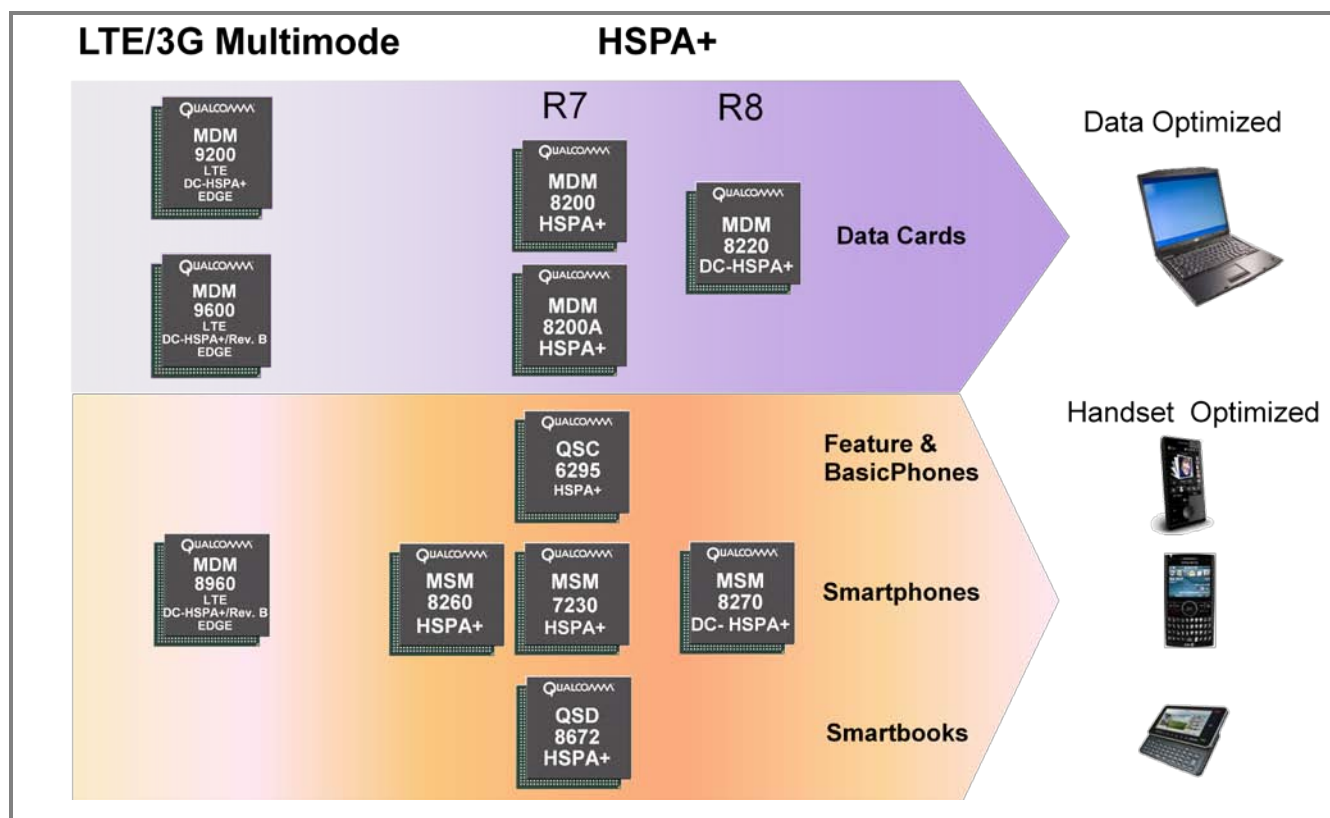 LTE/3G Multimode
HSPA+
R7
R8
QUALCOMM
MDM
9200
LTE
DC-HSPA+
EDGE
QUALCOMM
MDM
8200
HSPA+
QUALCOMM
MDM
8220
DC-HSPA+
Data Cards
Data Optimized
QUALCOMM
MDM
9600
LTE
DC-HSPA+/Rev. B
EDGE
QUALCOMM
MDM
8200A
HSPA+
Handset Optimized
QUALCOMM
QSC
6295
HSPA+
Feature &
BasicPhones
QUALCOMM
MDM
8960
LTE
DC-HSPA+/Rev. B
EDGE
QUALCOMM
MSM
8260
HSPA+
QUALCOMM
MSM
7230
HSPA+
QUALCOMM
MSM
8270
DC- HSPA+
Smartphones
QUALCOMM
QSD
8672
HSPA+
Smartbooks